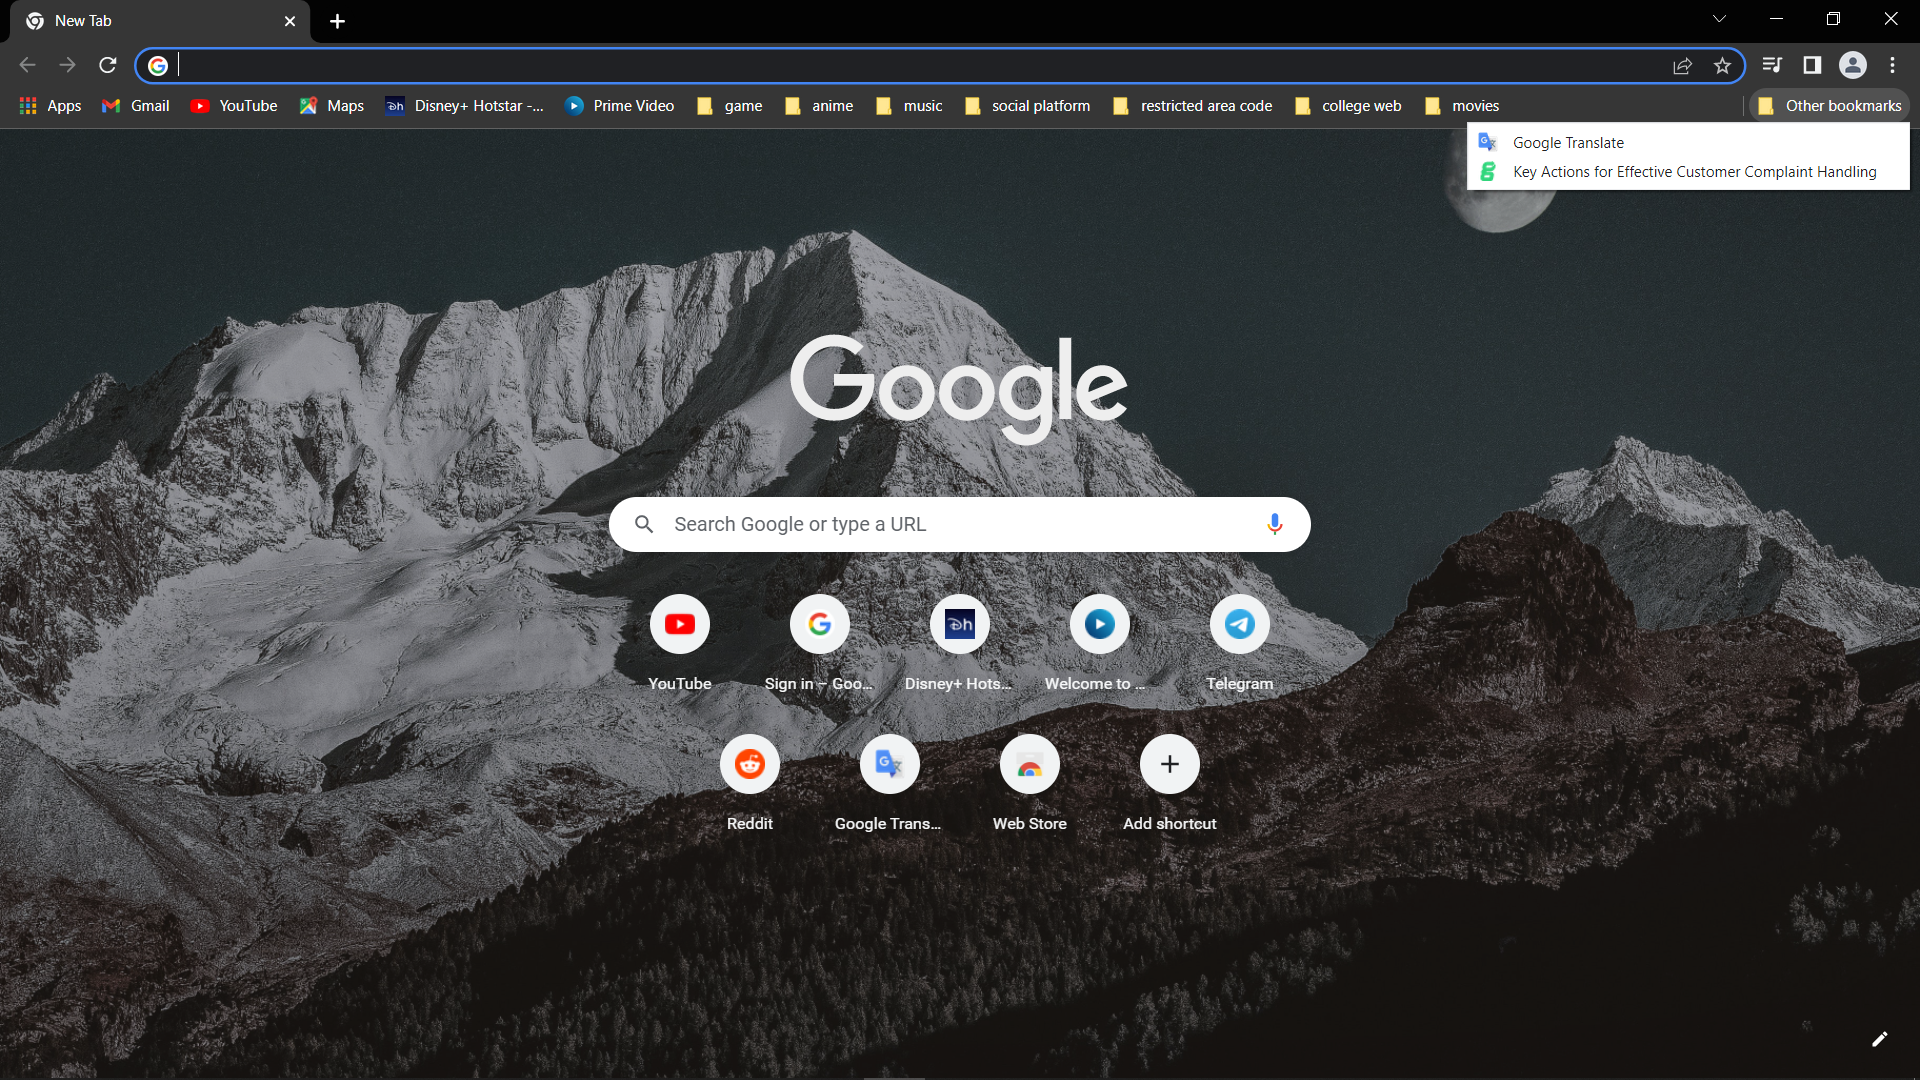 New Tab
Apps Gmail YouTube Maps Disney+ Hotstar -... Prime Video game anime music social platform restricted area code college web movies Other bookmarks
Google Translate
Key Actions for Effective Customer Complaint Handling
Google
Search Google or type a URL
YouTube Sign in – Goo... Disney+ Hots... Welcome to ... Telegram
Reddit Google Trans... Web Store Add shortcut